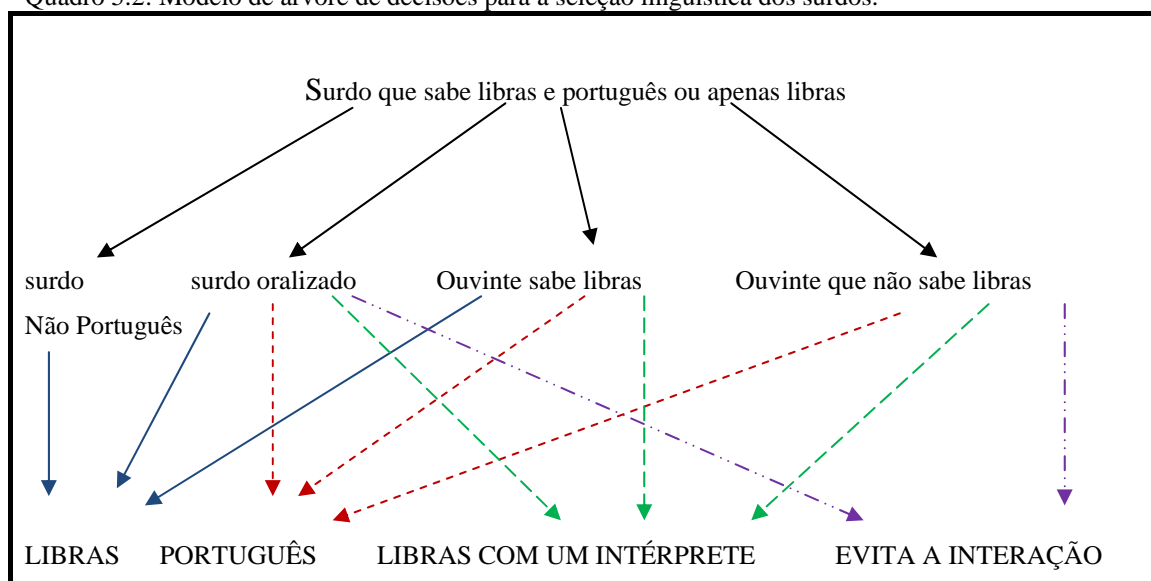 Quadro 3.2: Modelo de árvore de decisões para a seleção linguística dos surdos.
Surdo que sabe libras e português ou apenas libras
surdo surdo oralizado Ouvinte sabe libras Ouvinte que não sabe libras
Não Português
LIBRAS PORTUGUÊS LIBRAS COM UM INTÉRPRETE EVITA A INTERAÇÃO